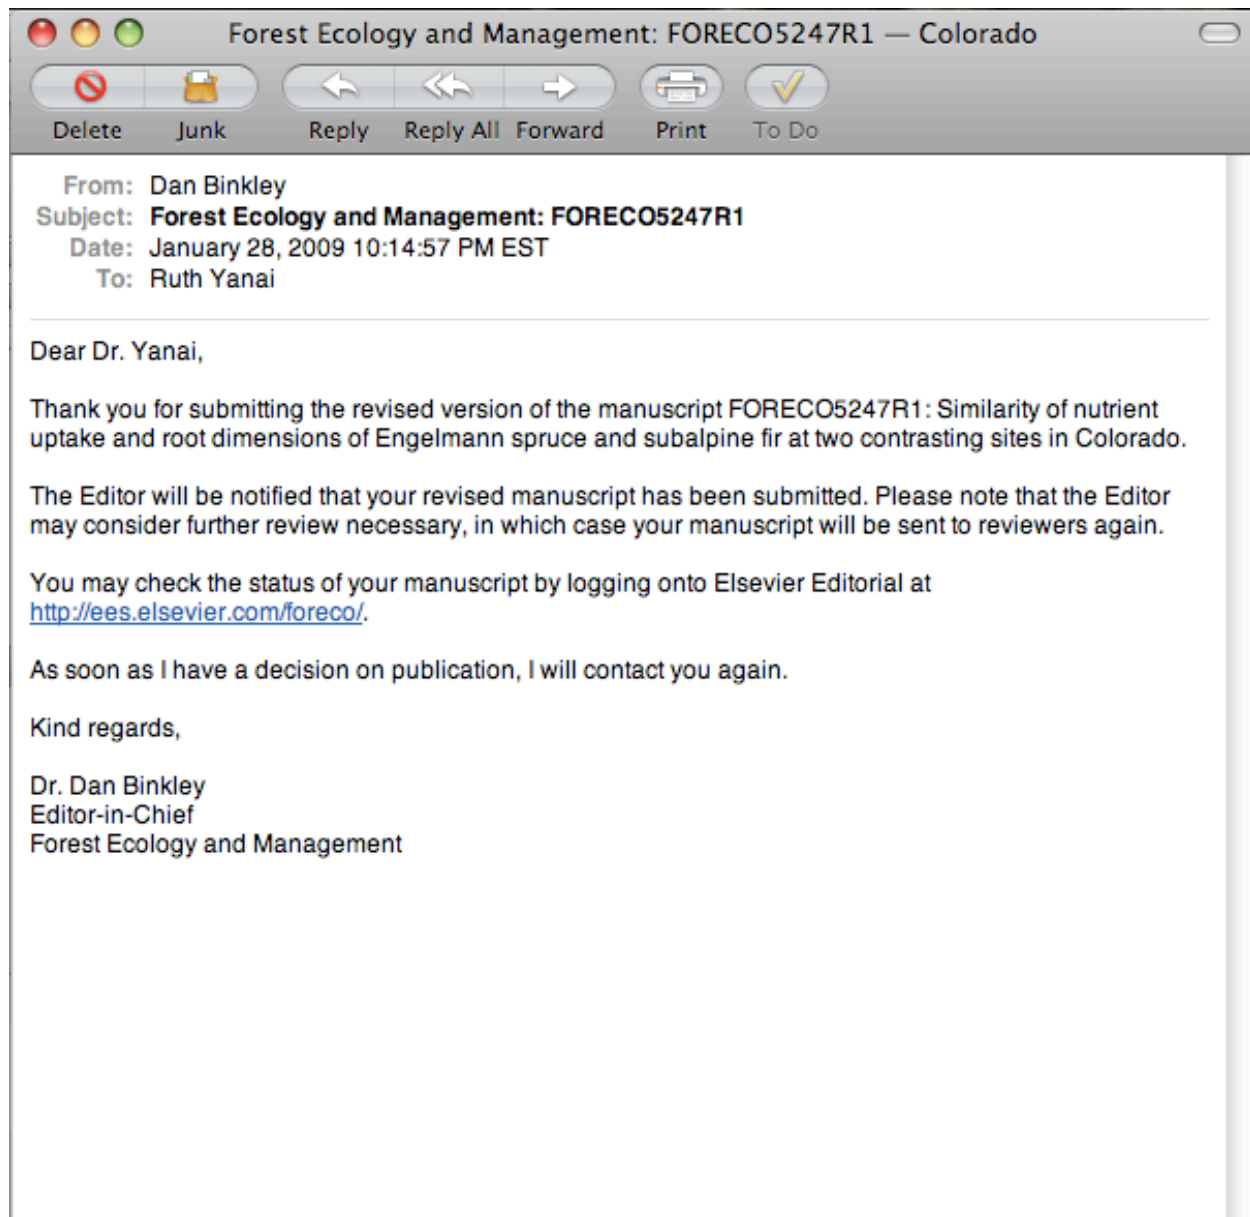 Forest Ecology and Management: FORECO5247R1 — Colorado
Delete Junk Reply Reply All Forward Print To Do
From: Dan Binkley
Subject: Forest Ecology and Management: FORECO5247R1
Date: January 28, 2009 10:14:57 PM EST
To: Ruth Yanai
Dear Dr. Yanai,
Thank you for submitting the revised version of the manuscript FORECO5247R1: Similarity of nutrient
uptake and root dimensions of Engelmann spruce and subalpine fir at two contrasting sites in Colorado.
The Editor will be notified that your revised manuscript has been submitted. Please note that the Editor
may consider further review necessary, in which case your manuscript will be sent to reviewers again.
You may check the status of your manuscript by logging onto Elsevier Editorial at
http://ees.elsevier.com/foreco/.
As soon as I have a decision on publication, I will contact you again.
Kind regards,
Dr. Dan Binkley
Editor-in-Chief
Forest Ecology and Management